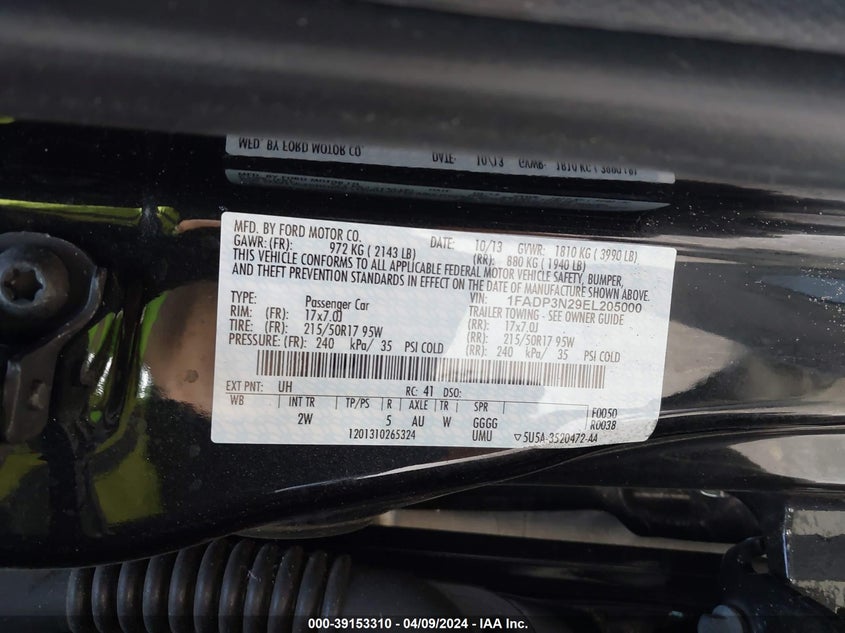 MFD. BY FORD MOTOR CO. DATE: 10/13 GVWR: 1810 KG ( 3990 LB)
GAWR: (FR): 972 KG ( 2143 LB) (RR): 880 KG ( 1940 LB)
THIS VEHICLE CONFORMS TO ALL APPLICABLE FEDERAL MOTOR VEHICLE SAFETY, BUMPER,
AND THEFT PREVENTION STANDARDS IN EFFECT ON THE DATE OF MANUFACTURE SHOWN ABOVE.
VIN: 1FADP3N29EL205000
TYPE: Passenger Car TRAILER TOWING - SEE OWNER GUIDE
RIM: (FR): 17x7.0J (RR): 17x7.0J
TIRE: (FR): 215/50R17 95W (RR): 215/50R17 95W
PRESSURE: (FR): 240 kPa/ 35 PSI COLD (RR): 240 kPa/ 35 PSI COLD
EXT PNT: UH RC: 41 DSO:
WB INT TR TP/PS R AXLE TR SPR F0050
2W 5 AU W GGGG R0038
1201310265324 UMU ▽5U5A-3520472-AA
000-39153310 | 04/09/2024 - IAA Inc.